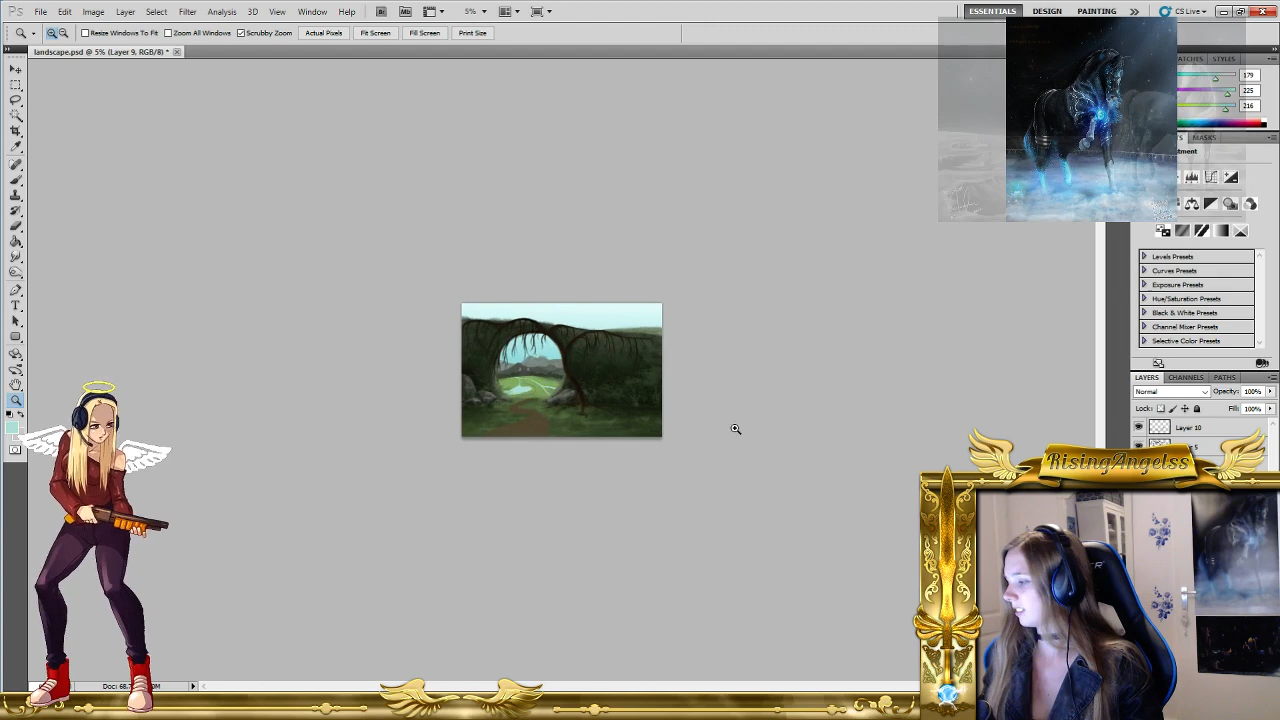 Ps File Edit Image Layer Select Filter Analysis 3D View Window Help Br Mb 5% ESSENTIALS DESIGN PAINTING CS Live
Resize Windows To Fit Zoom All Windows Scrubby Zoom Actual Pixels Fit Screen Fill Screen Print Size
landscape.psd @ 5% (Layer 9, RGB/8) *
STYLES
179
225
216
MASKS
Levels Presets
Curves Presets
Exposure Presets
Hue/Saturation Presets
Black & White Presets
Channel Mixer Presets
Selective Color Presets
LAYERS CHANNELS PATHS
Normal Opacity: 100%
Lock: Fill: 100%
Layer 10
RisingAngelss